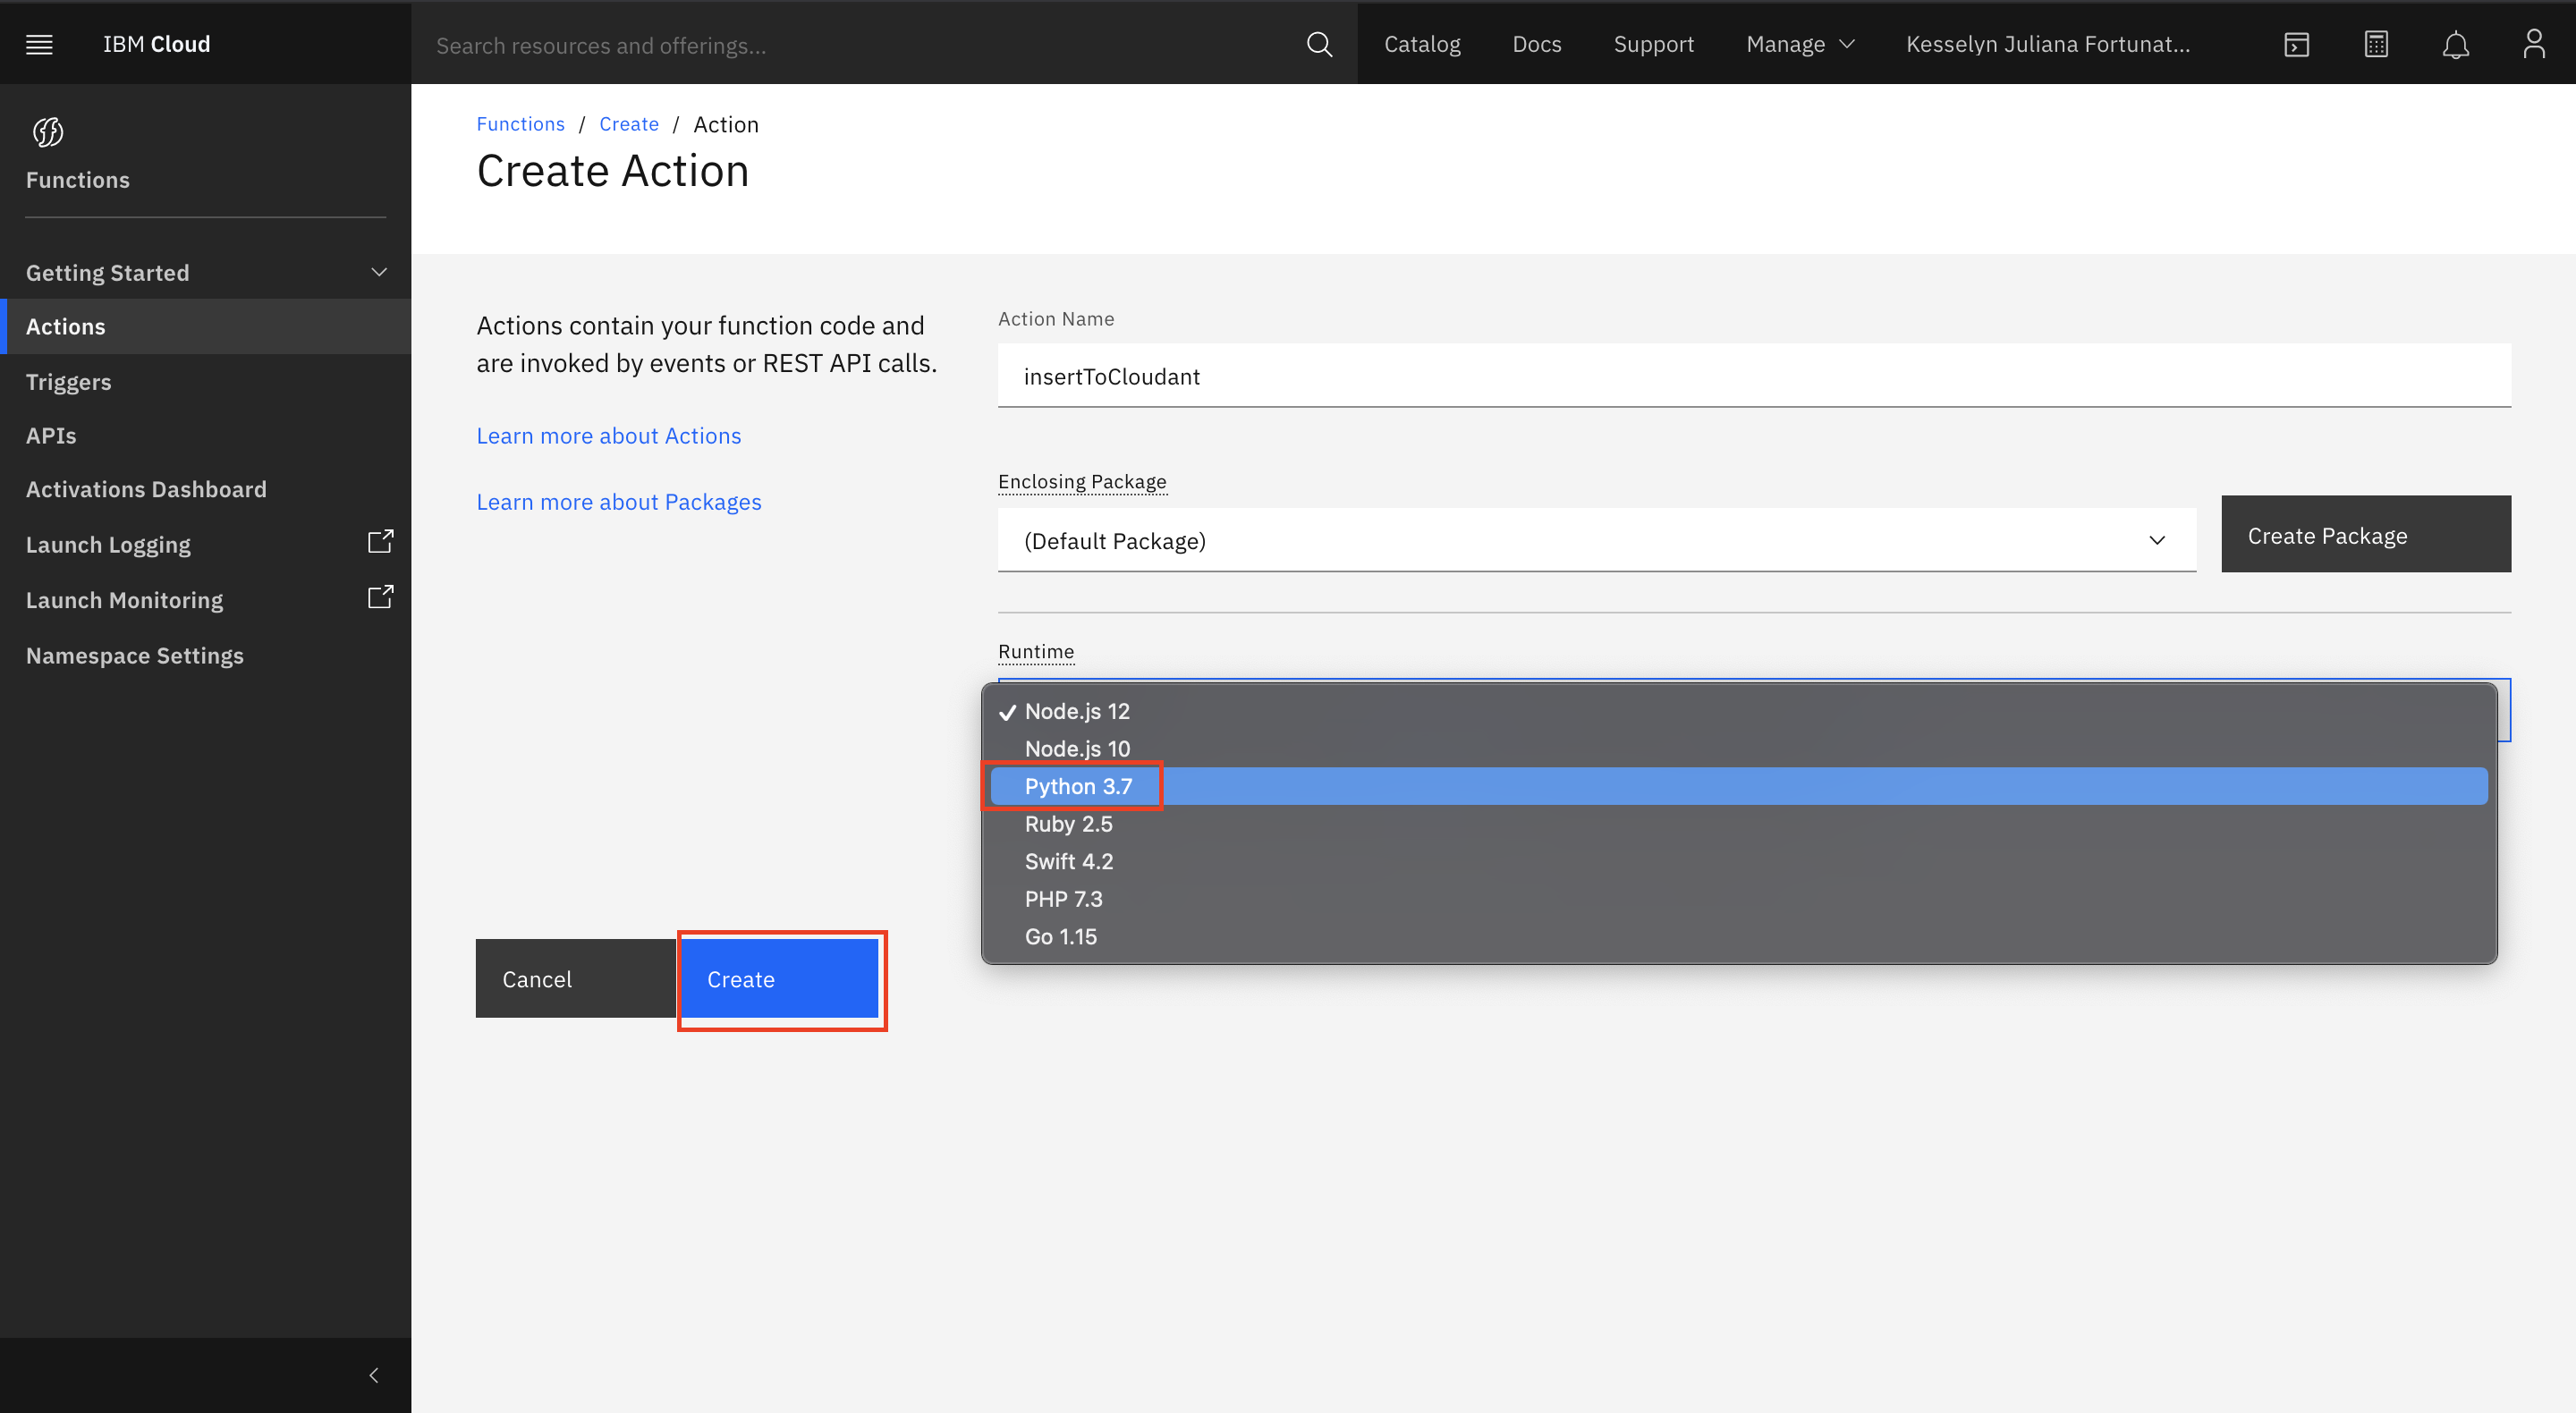 IBM Cloud
Search resources and offerings...
Catalog
Docs
Support
Manage
Kesselyn Juliana Fortunat...
Functions
Getting Started
Actions
Triggers
APIs
Activations Dashboard
Launch Logging
Launch Monitoring
Namespace Settings
Functions / Create / Action
Create Action
Actions contain your function code and
are invoked by events or REST API calls.
Learn more about Actions
Learn more about Packages
Action Name
insertToCloudant
Enclosing Package
(Default Package)
Create Package
Runtime
Node.js 12
Node.js 10
Python 3.7
Ruby 2.5
Swift 4.2
PHP 7.3
Go 1.15
Cancel
Create